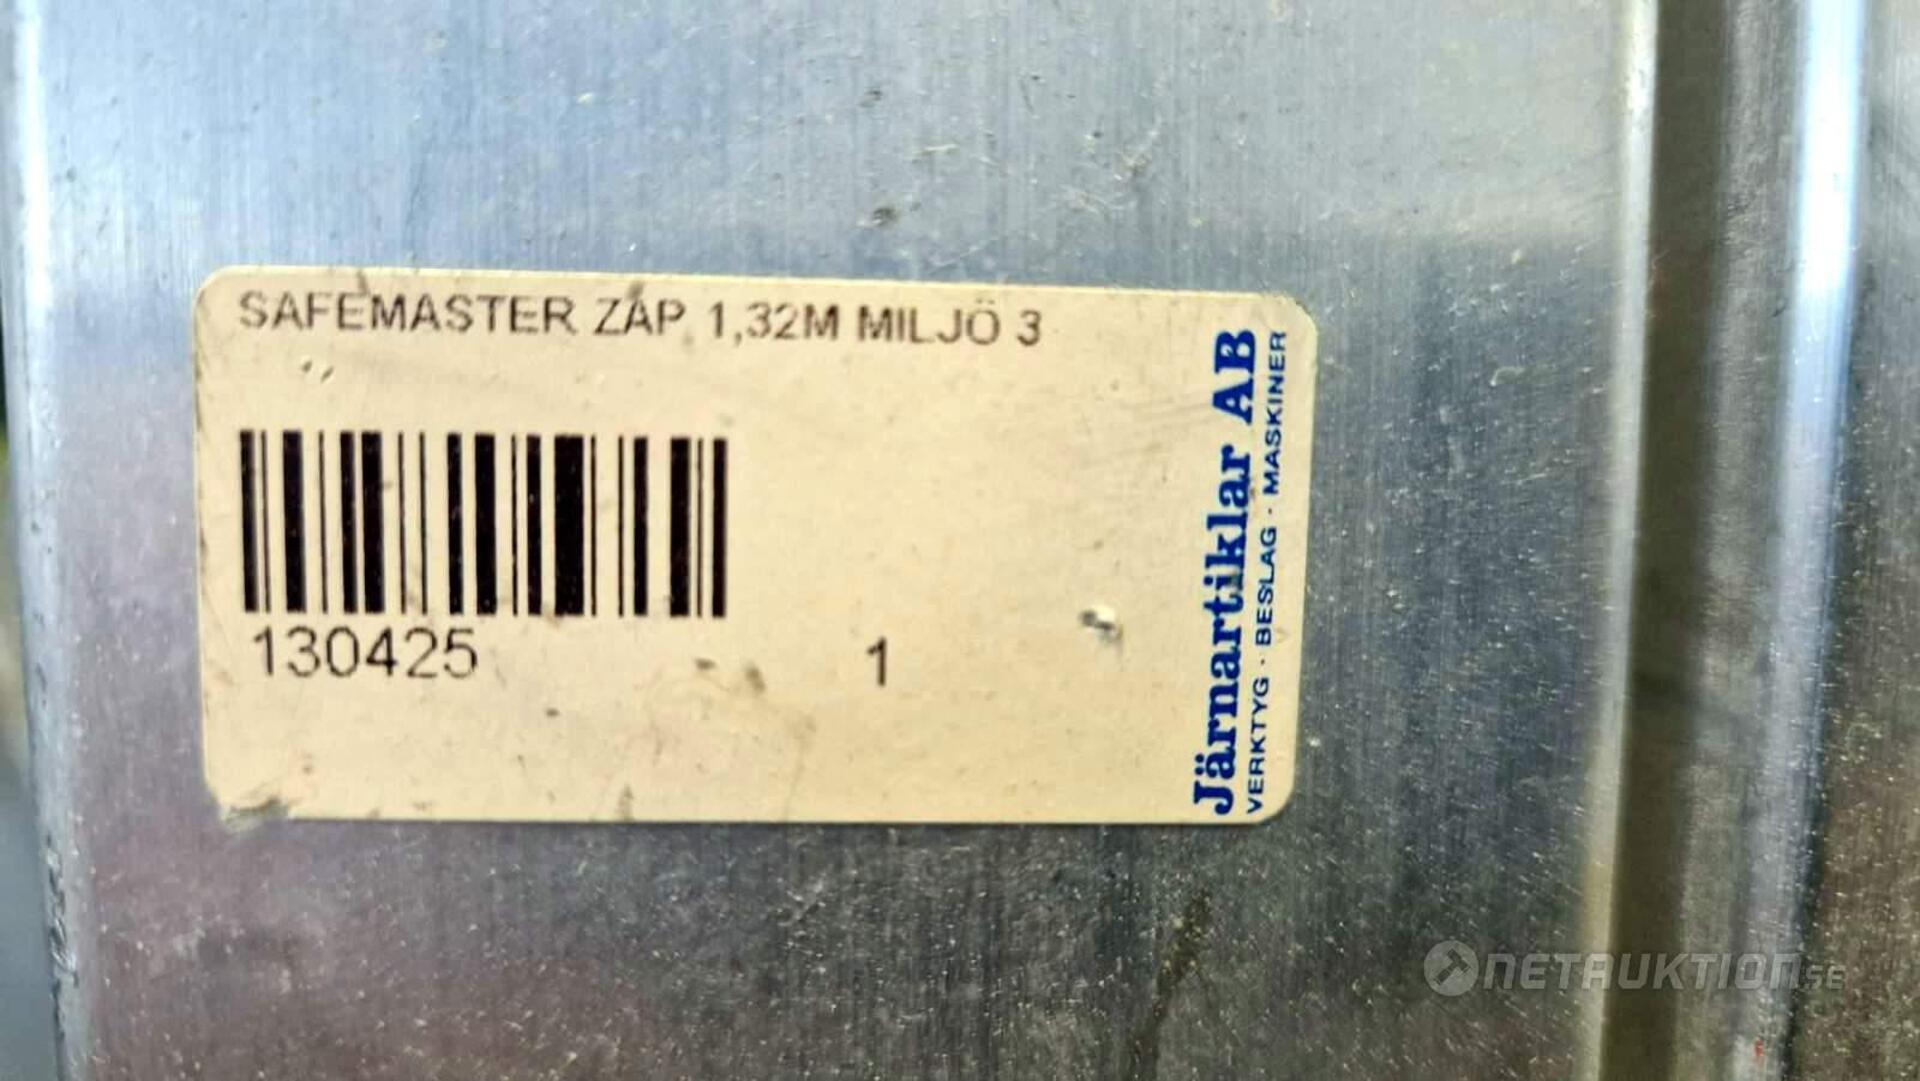 SAFEMASTER ZAP 1,32M MILJÖ 3
130425 1
Järnartiklar AB
VERKTYG · BESLAG · MASKINER
NETAUKTION.SE